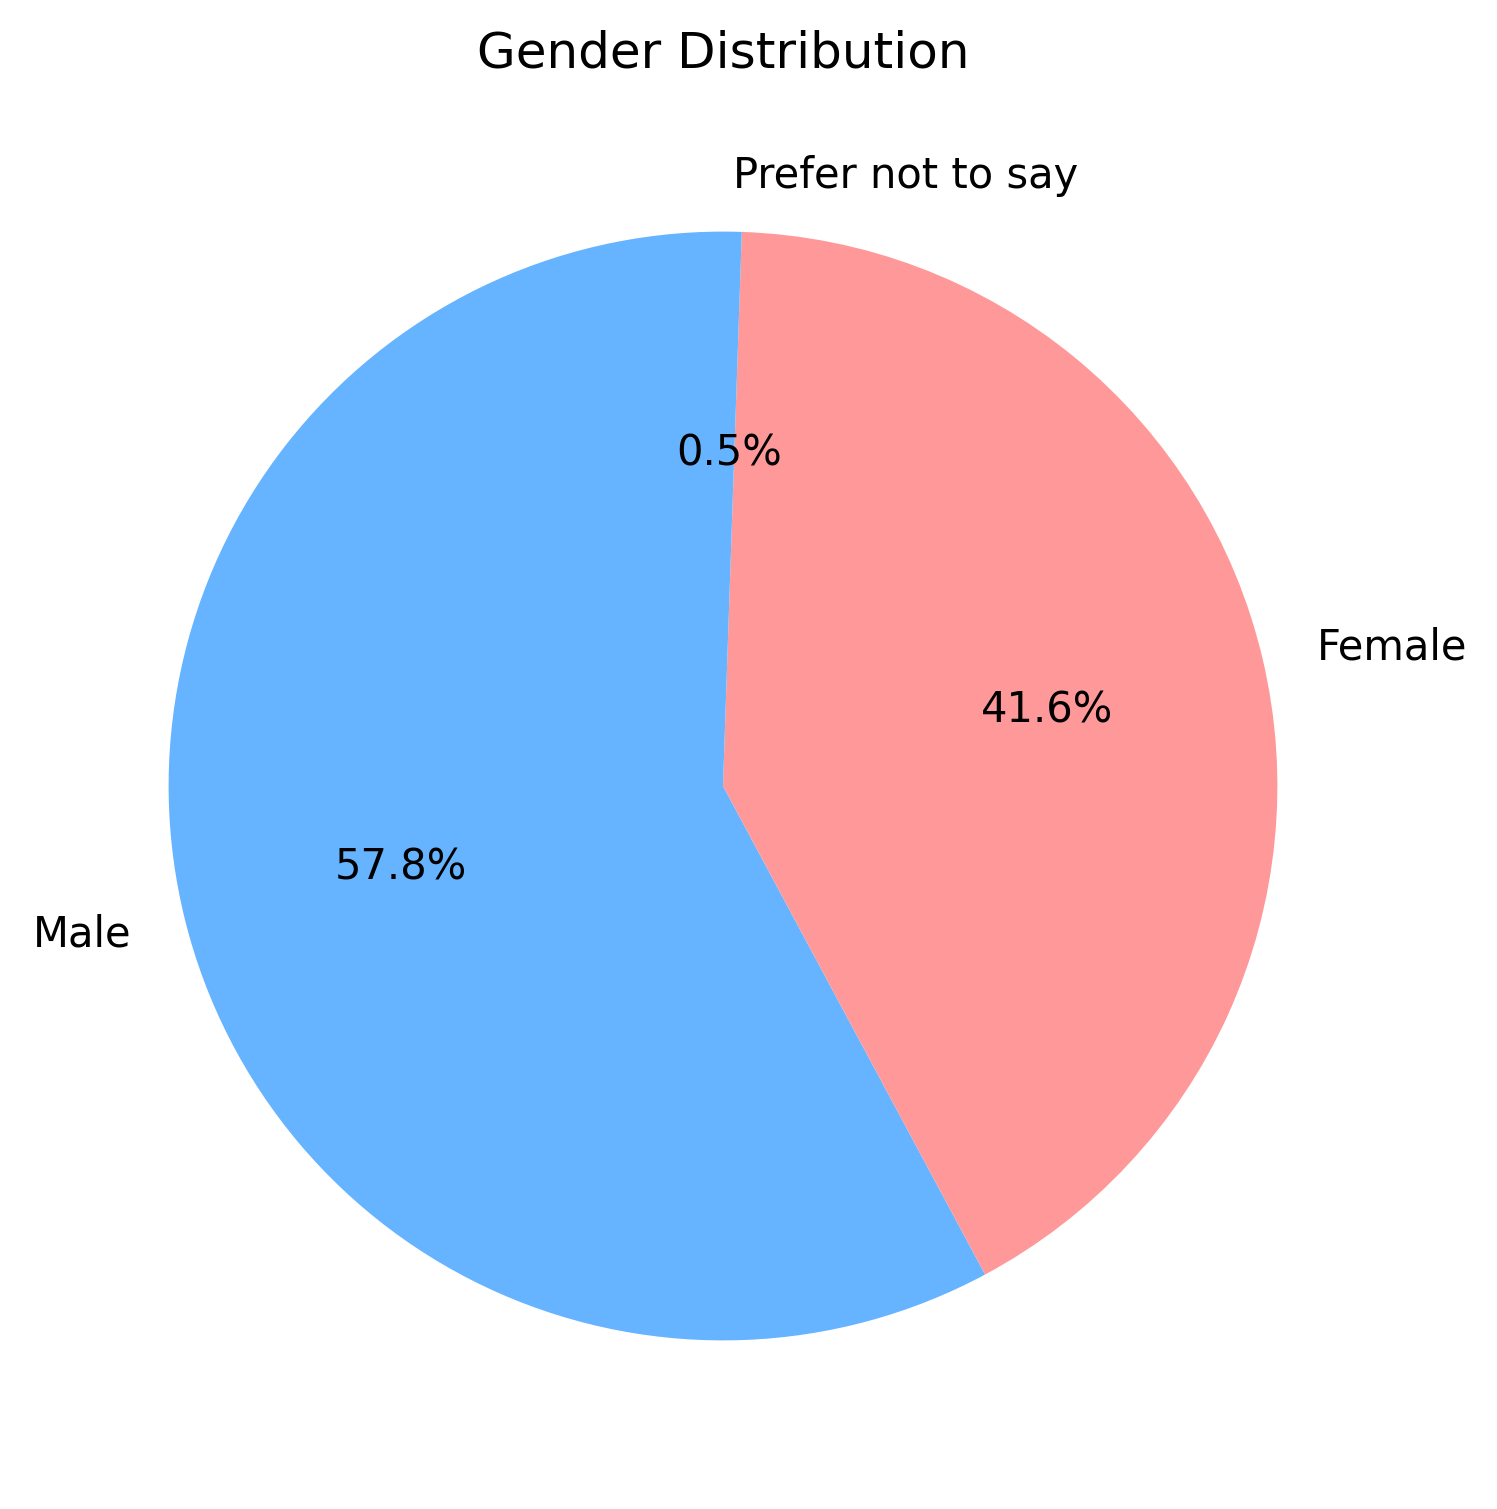 Gender Distribution
Prefer not to say
0.5%
Female
41.6%
57.8%
Male